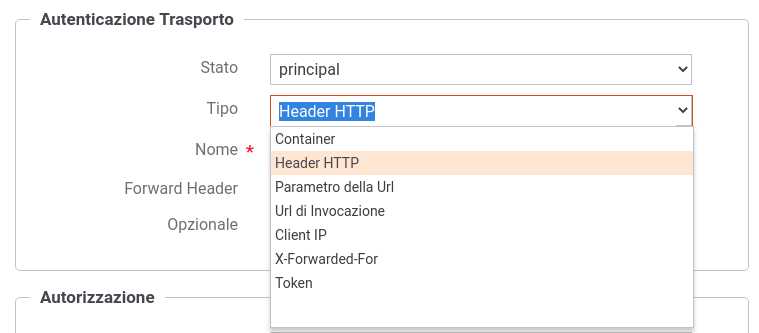 Autenticazione Trasporto
Stato principal
Tipo Header HTTP
Nome *
Forward Header
Opzionale
Container
Header HTTP
Parametro della Url
Url di Invocazione
Client IP
X-Forwarded-For
Token
Autorizzazione